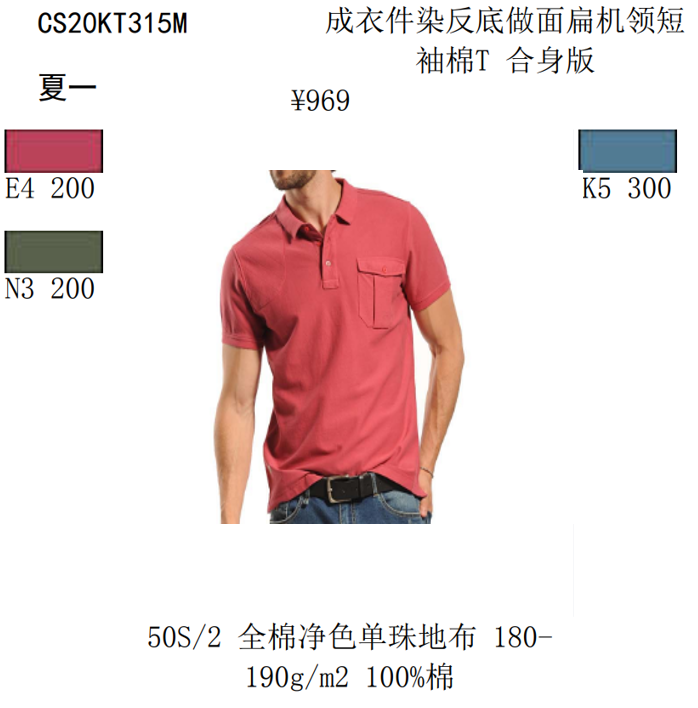 CS20KT315M
成衣件染反底做面扁机领短
袖棉T 合身版
夏一
¥969
E4 200
K5 300
N3 200
50S/2 全棉净色单珠地布 180-
190g/m2 100%棉